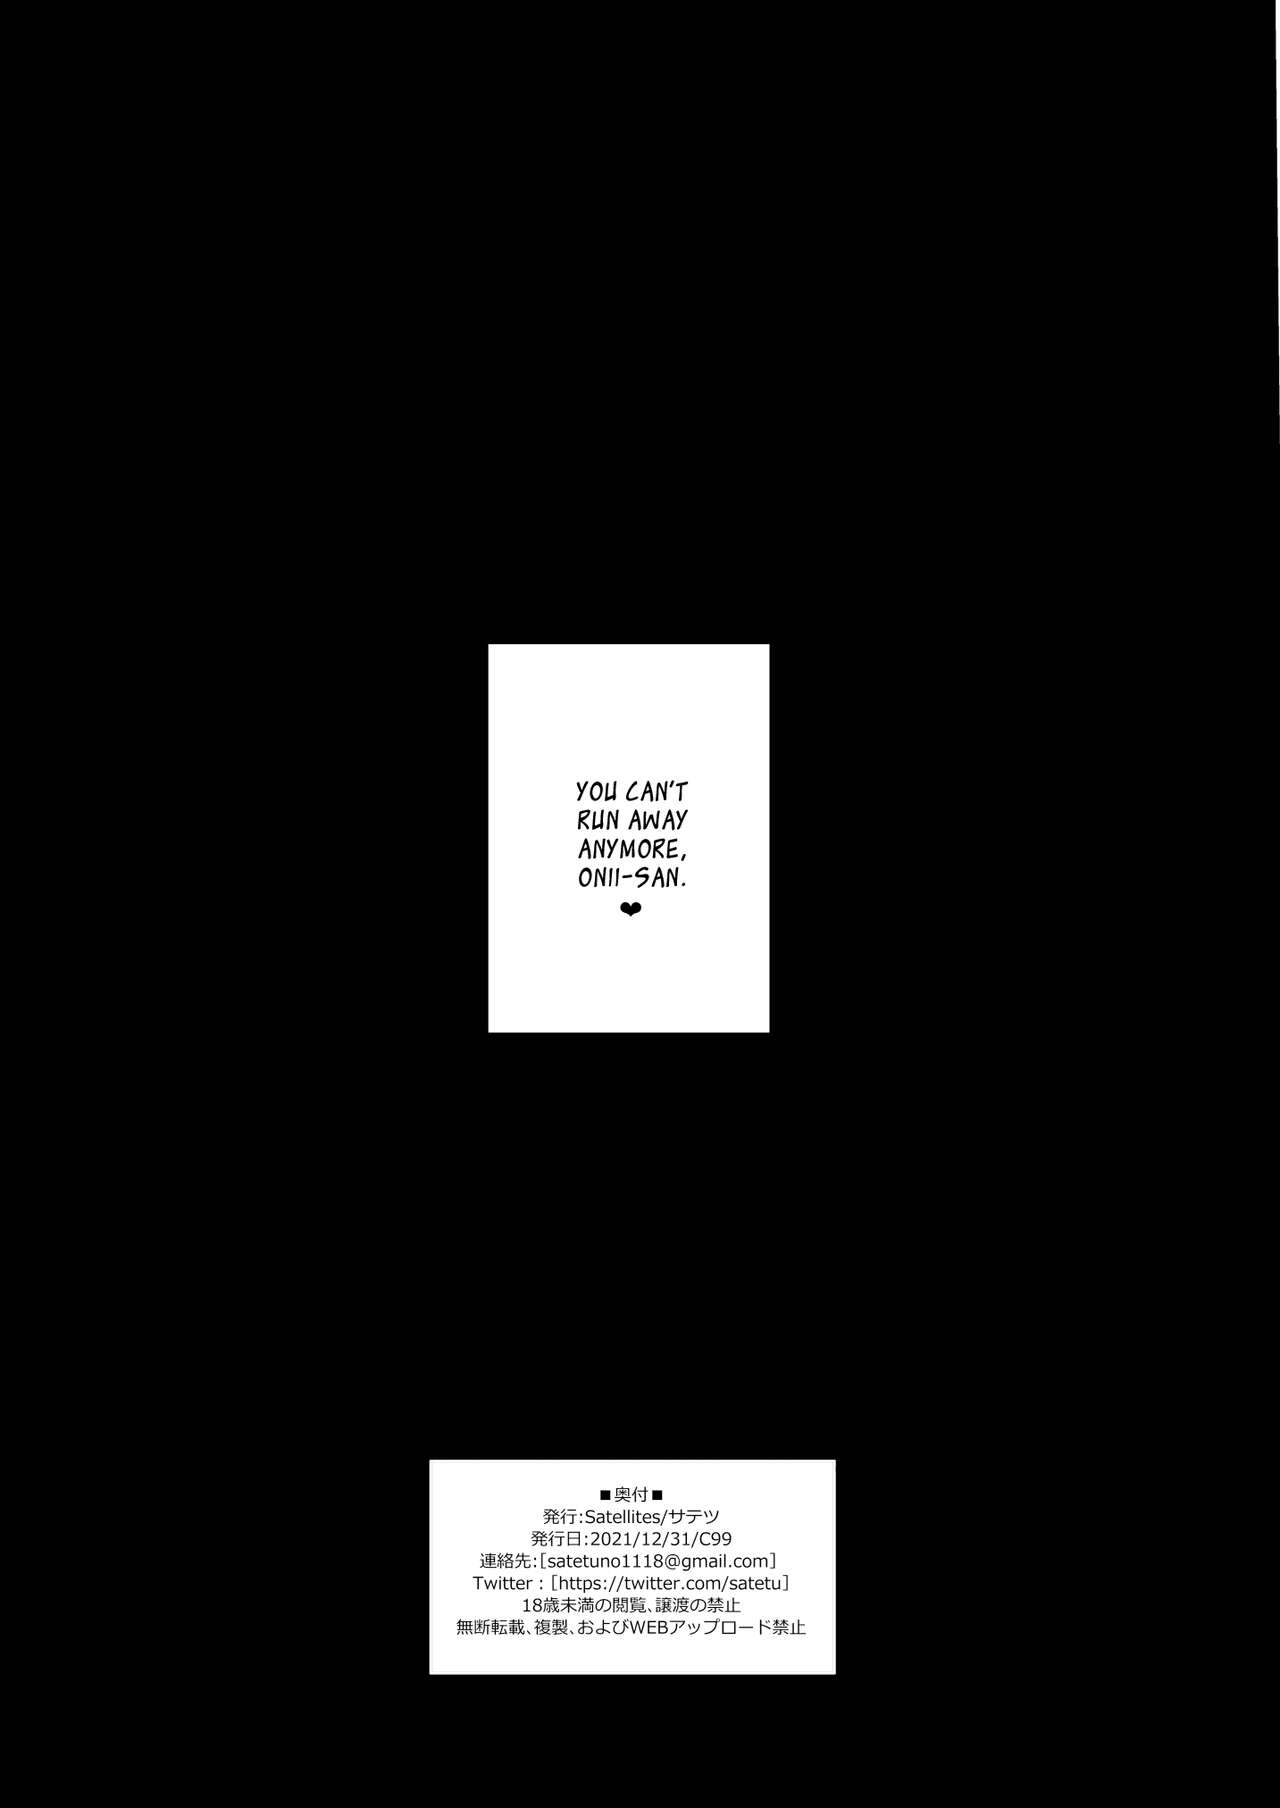 YOU CAN'T
RUN AWAY
ANYMORE,
ONII-SAN.
❤
■奥付■
発行:Satellites/サテツ
発行日:2021/12/31/C99
連絡先:[satetuno1118@gmail.com]
Twitter : [https://twitter.com/satetu]
18歳未満の閲覧､譲渡の禁止
無断転載､複製､およびWEBアップロード禁止